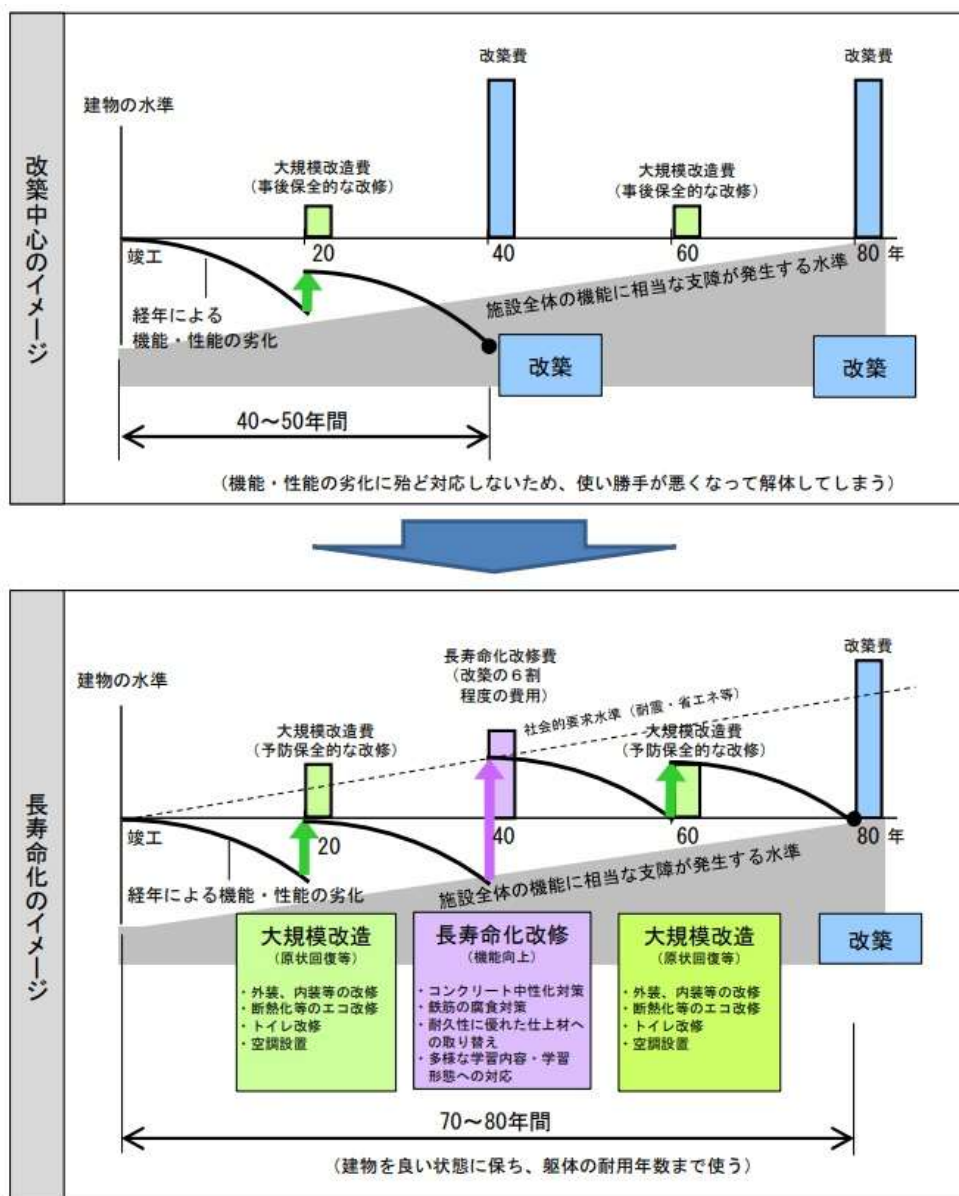 改築中心のイメージ
建物の水準
改築費
改築費
大規模改造費
（事後保全的な改修）
大規模改造費
（事後保全的な改修）
竣工
20
40
60
80 年
経年による
機能・性能の劣化
施設全体の機能に相当な支障が発生する水準
改築
改築
40～50年間
（機能・性能の劣化に殆ど対応しないため、使い勝手が悪くなって解体してしまう）
長寿命化のイメージ
建物の水準
長寿命化改修費
（改築の６割
程度の費用）
改築費
社会的要求水準（耐震・省エネ等）
大規模改造費
（予防保全的な改修）
大規模改造費
（予防保全的な改修）
竣工
20
40
60
80 年
経年による機能・性能の劣化
施設全体の機能に相当な支障が発生する水準
大規模改造
（原状回復等）
・外装、内装等の改修
・断熱化等のエコ改修
・トイレ改修
・空調設置
長寿命化改修
（機能向上）
・コンクリート中性化対策
・鉄筋の腐食対策
・耐久性に優れた仕上材へ
の取り替え
・多様な学習内容・学習
形態への対応
大規模改造
（原状回復等）
・外装、内装等の改修
・断熱化等のエコ改修
・トイレ改修
・空調設置
改築
70～80年間
（建物を良い状態に保ち、躯体の耐用年数まで使う）